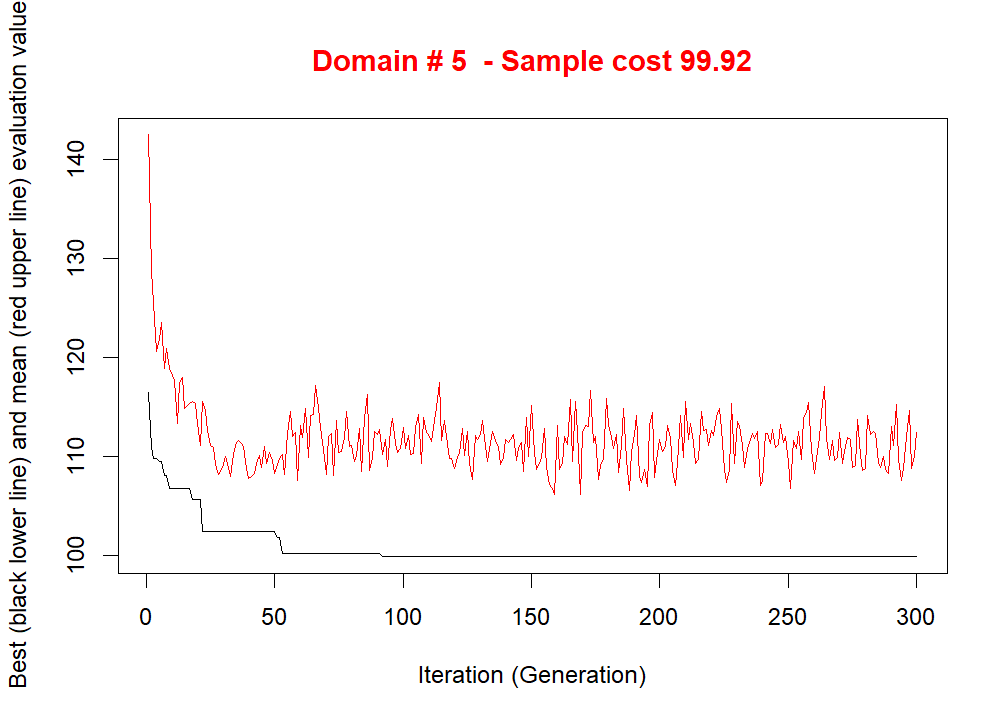 Domain # 5  - Sample cost 99.92
Best (black lower line) and mean (red upper line) evaluation value
140
130
120
110
100
0 50 100 150 200 250 300
Iteration (Generation)